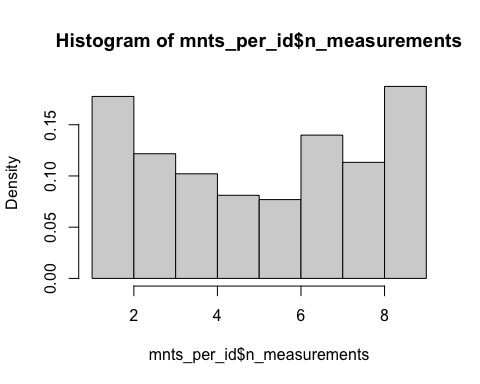 Histogram of mnts_per_id$n_measurements
0.15
0.10
0.05
0.00
Density
2 4 6 8
mnts_per_id$n_measurements